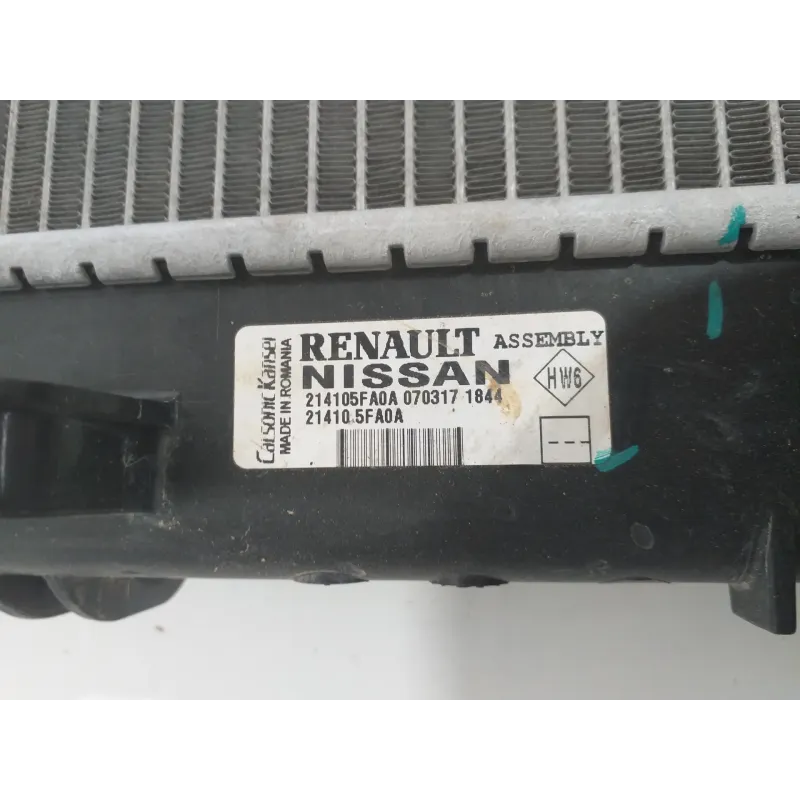 Calsonic Kansei
MADE IN ROMANIA
RENAULT ASSEMBLY
NISSAN
HW6
214105FA0A 070317 1844
21410 5FA0A